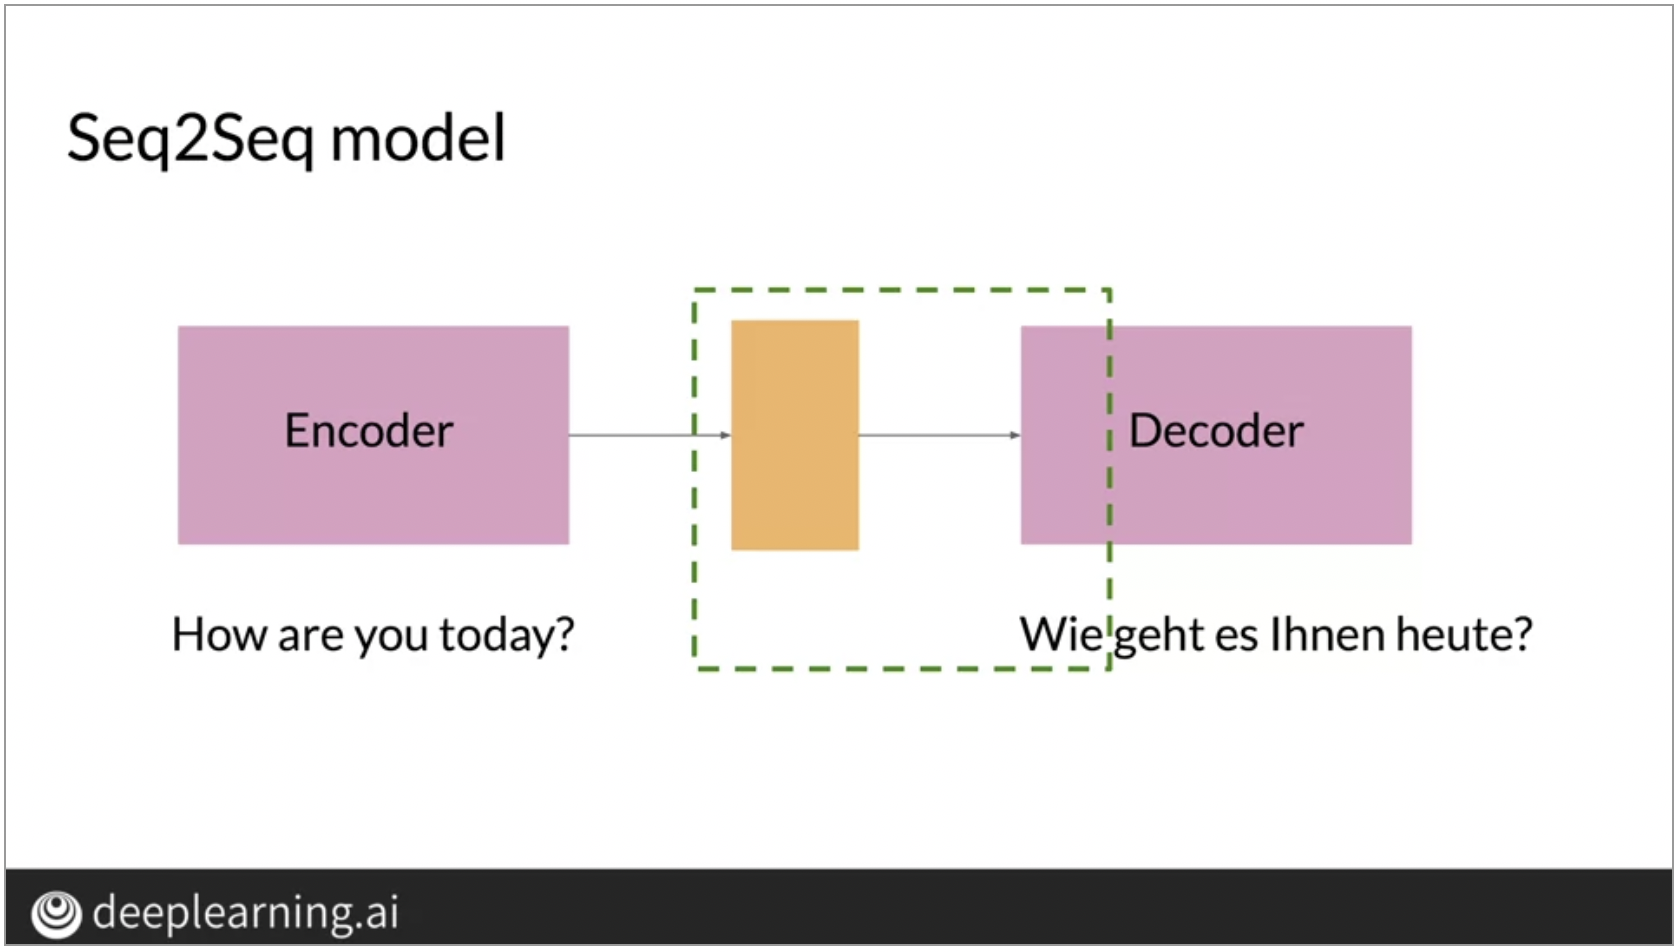 Seq2Seq model
Encoder
Decoder
How are you today?
Wie geht es Ihnen heute?
deeplearning.ai